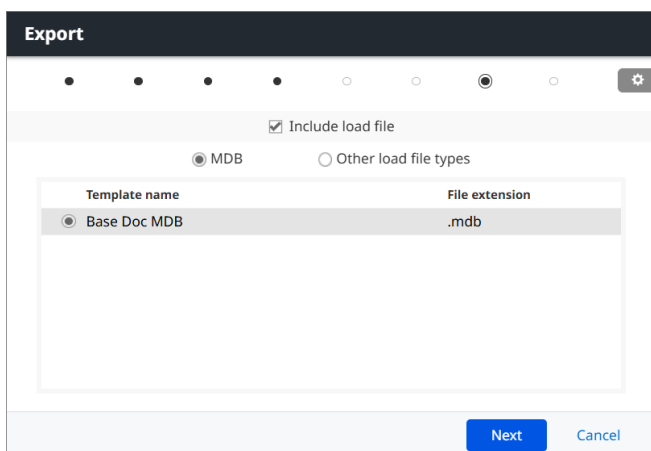 Export
Include load file
MDB Other load file types
Template name File extension
Base Doc MDB .mdb
Next Cancel